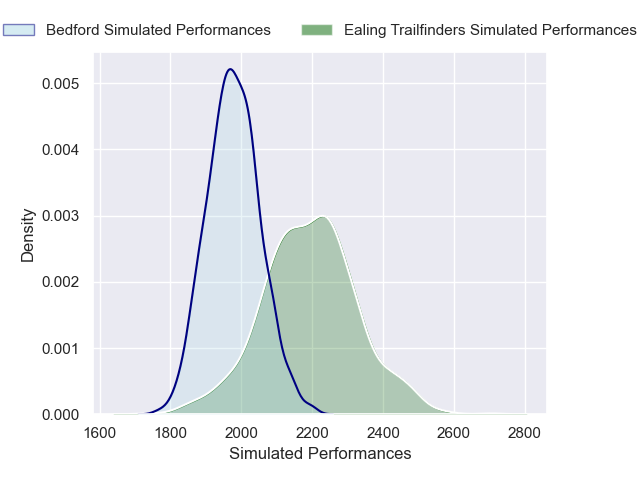 Bedford Simulated Performances
Ealing Trailfinders Simulated Performances
0.005
0.004
0.003
0.002
0.001
0.000
Density
1600 1800 2000 2200 2400 2600 2800
Simulated Performances